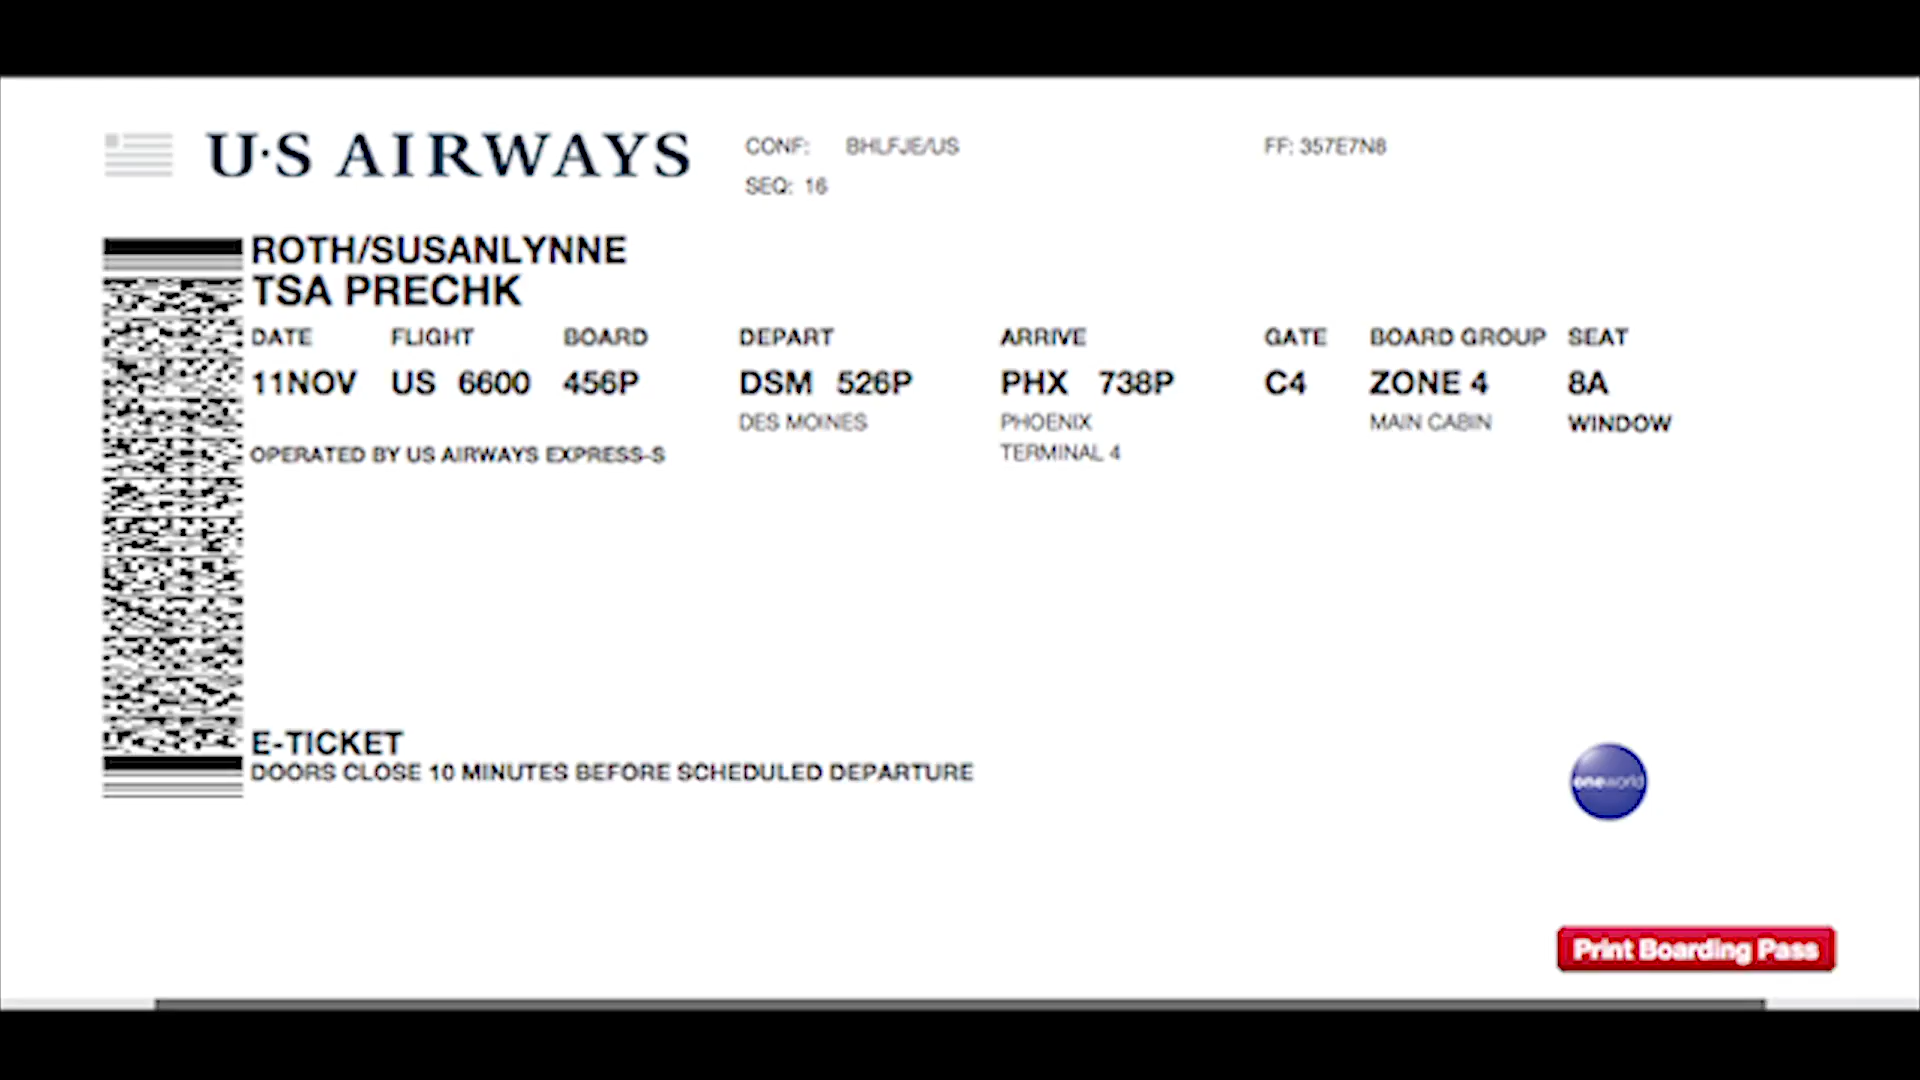 U·S AIRWAYS
CONF: BHLFJE/US
FF: 357E7N8
SEQ: 16
ROTH/SUSANLYNNE
TSA PRECHK
DATE FLIGHT BOARD DEPART ARRIVE GATE BOARD GROUP SEAT
11NOV US 6600 456P DSM 526P PHX 738P C4 ZONE 4 8A
DES MOINES PHOENIX MAIN CABIN WINDOW
OPERATED BY US AIRWAYS EXPRESS-S TERMINAL 4
E-TICKET
DOORS CLOSE 10 MINUTES BEFORE SCHEDULED DEPARTURE
oneworld
Print Boarding Pass